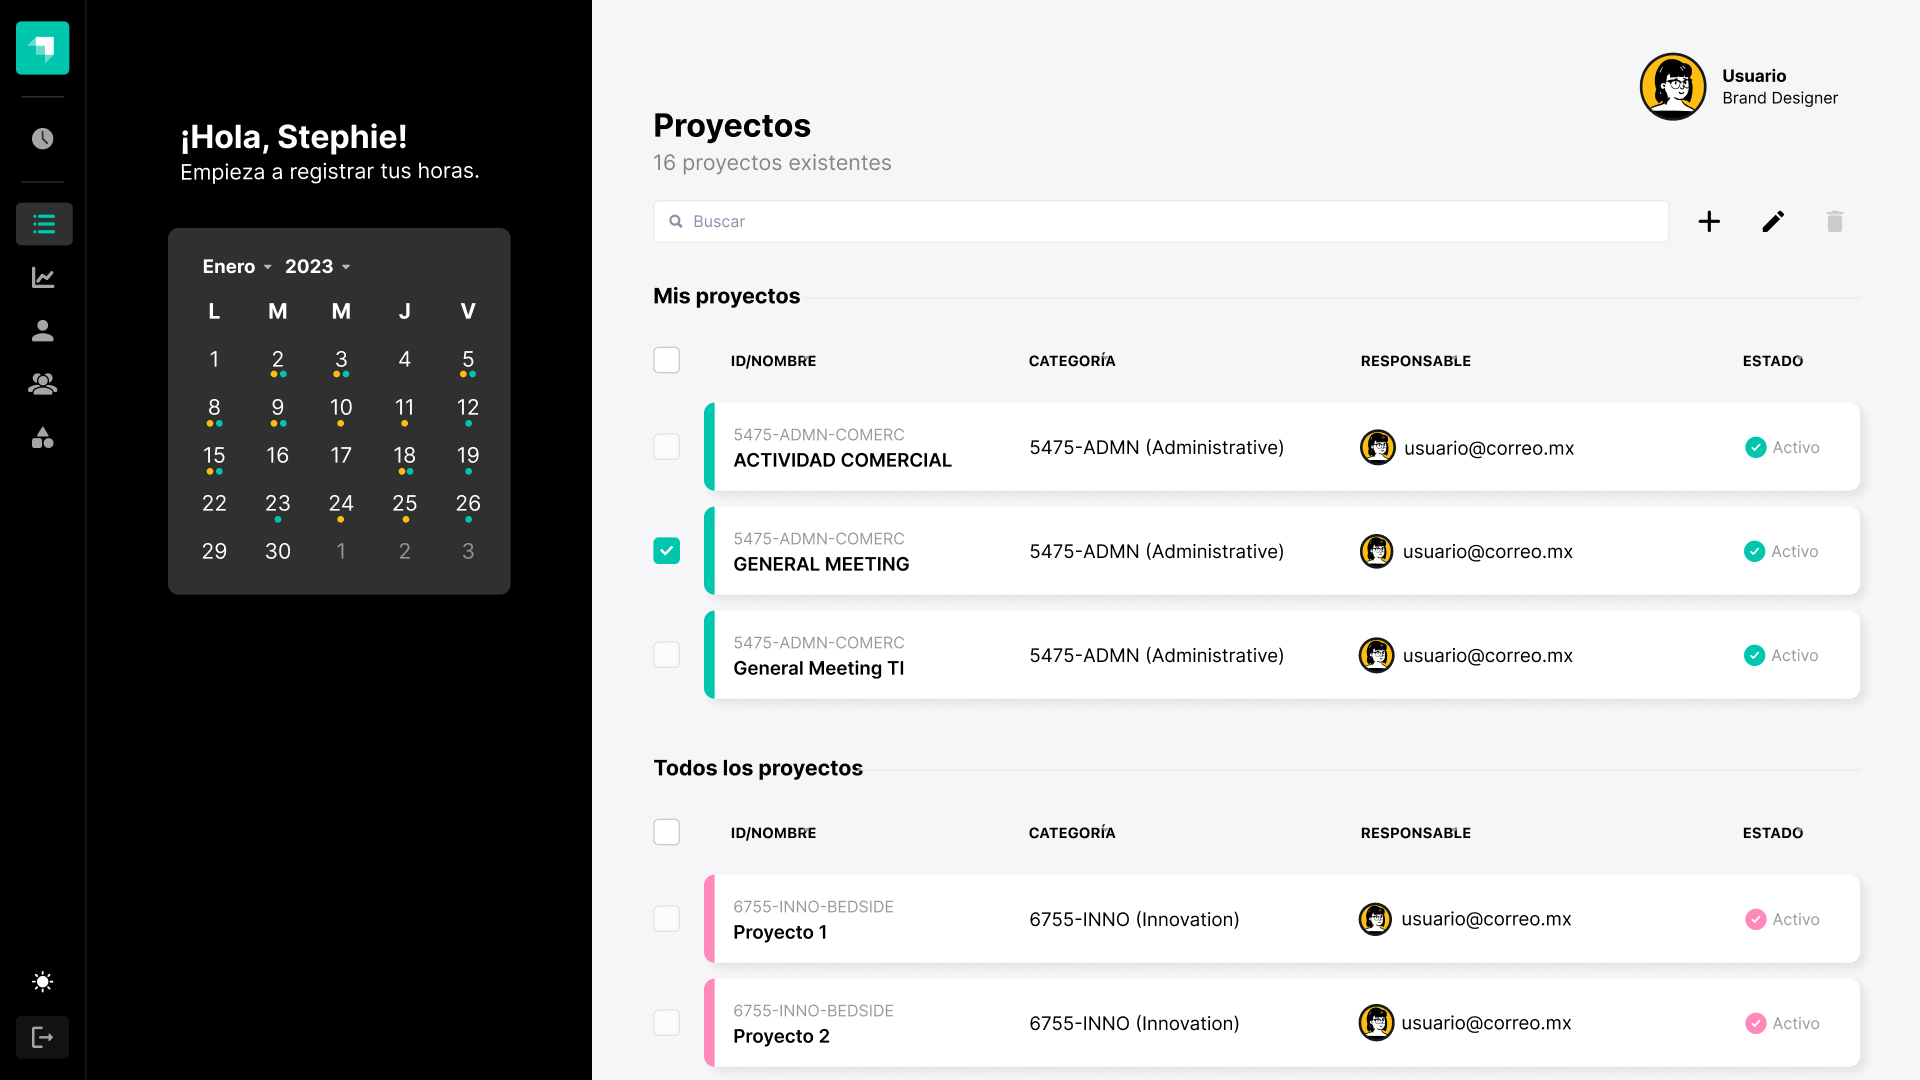 ¡Hola, Stephie!
Empieza a registrar tus horas.
Enero 2023
L M M J V
1 2 3 4 5
8 9 10 11 12
15 16 17 18 19
22 23 24 25 26
29 30 1 2 3
Usuario
Brand Designer
Proyectos
16 proyectos existentes
Buscar
Mis proyectos
ID/NOMBRE CATEGORÍA RESPONSABLE ESTADO
5475-ADMN-COMERC
ACTIVIDAD COMERCIAL 5475-ADMN (Administrative) usuario@correo.mx Activo
5475-ADMN-COMERC
GENERAL MEETING 5475-ADMN (Administrative) usuario@correo.mx Activo
5475-ADMN-COMERC
General Meeting TI 5475-ADMN (Administrative) usuario@correo.mx Activo
Todos los proyectos
ID/NOMBRE CATEGORÍA RESPONSABLE ESTADO
6755-INNO-BEDSIDE
Proyecto 1 6755-INNO (Innovation) usuario@correo.mx Activo
6755-INNO-BEDSIDE
Proyecto 2 6755-INNO (Innovation) usuario@correo.mx Activo